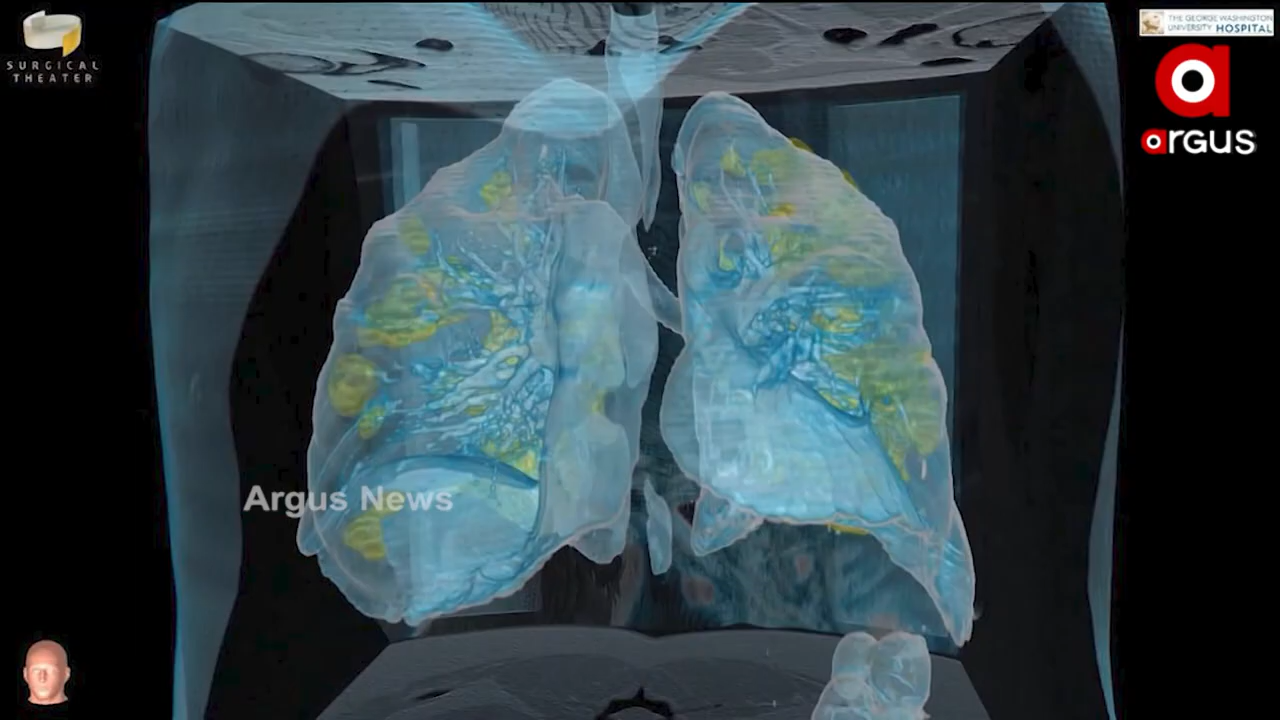 SURGICAL
THEATER
THE GEORGE WASHINGTON
UNIVERSITY HOSPITAL
a
argus
Argus News